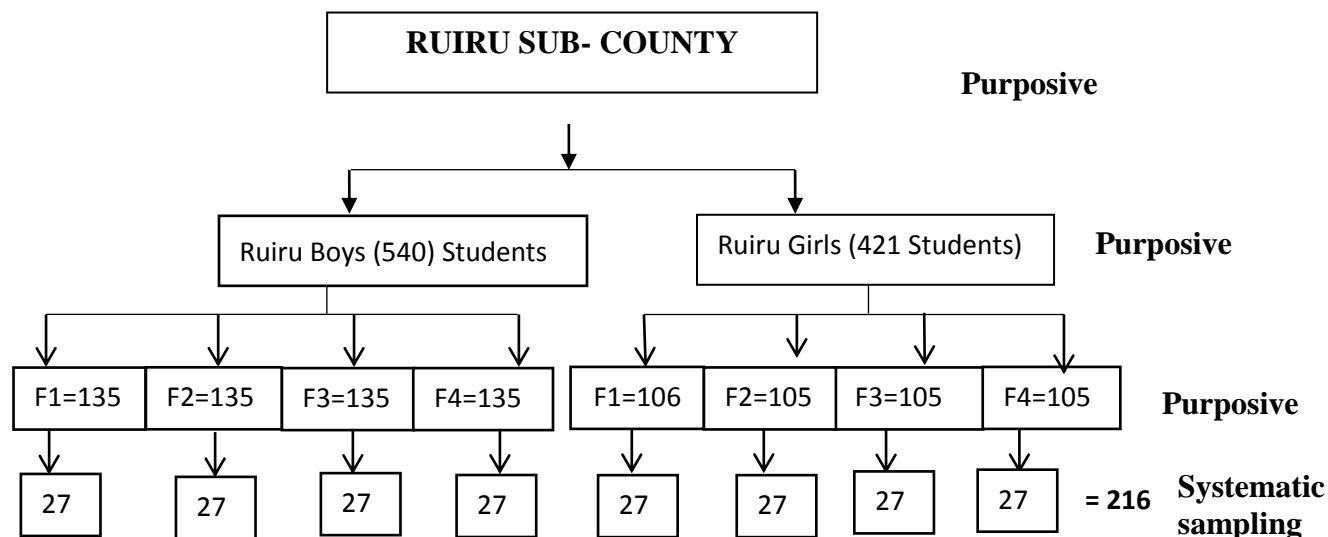 RUIRU SUB- COUNTY
Purposive
Ruiru Boys (540) Students
Ruiru Girls (421 Students)
Purposive
F1=135
F2=135
F3=135
F4=135
F1=106
F2=105
F3=105
F4=105
Purposive
27
27
27
27
27
27
27
27
= 216
Systematic
sampling